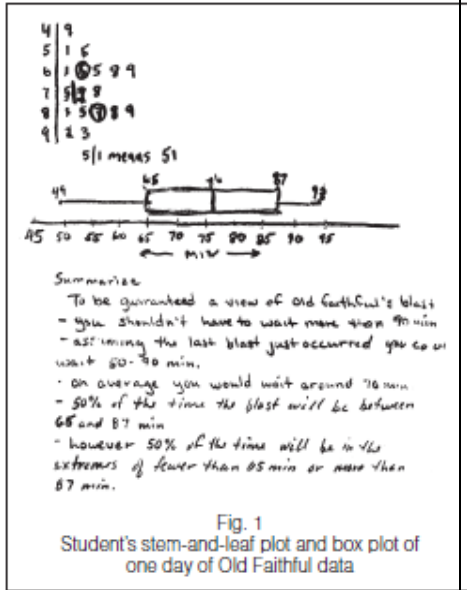 4 | 9
5 | 1 6
6 | 1 5 5 8 9
7 | 5 8
8 | 5 7 8 9
9 | 3
5/1 means 51
65 76 87
49 93
45 50 55 60 65 70 75 80 85 90 95
← MIN →
Summarize
To be guranteed a view of old faithful's blast
- you shouldn't have to wait more than 90 min
- assuming the last blast just occurred you
wait 50-90 min.
- on average you would wait around min
- 50% of the time the blast will be between
65 and 87 min
- however 50% of the time will be in the
extremes of fewer than 65 min or more than
87 min.
Fig. 1
Student's stem-and-leaf plot and box plot of
one day of Old Faithful data